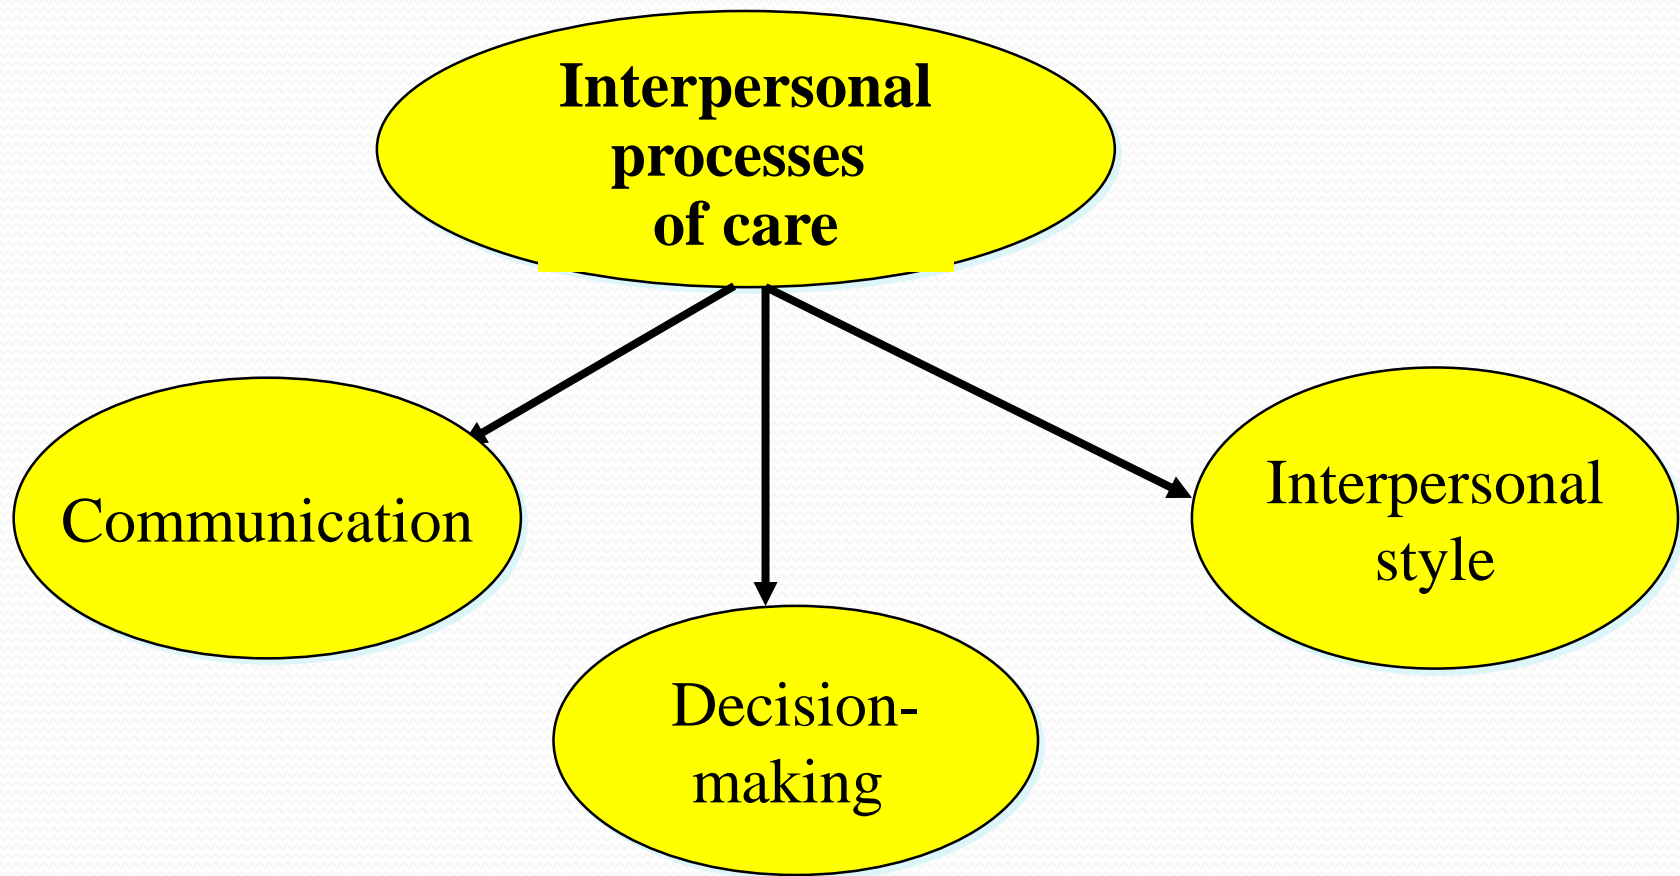 Interpersonal
processes
of care
Communication
Interpersonal
style
Decision-
making